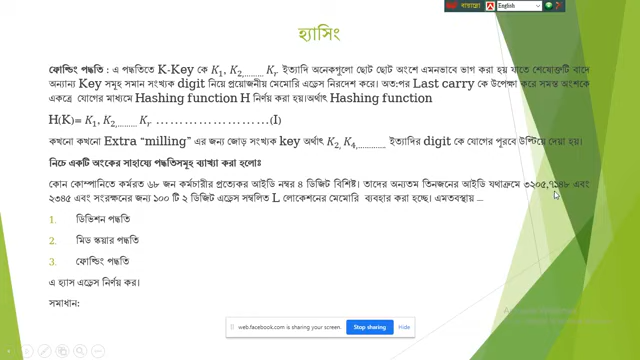 বায়ান্নো
English
হ্যাসিং
ফোল্ডিং পদ্ধতি : এ পদ্ধতিতে K-Key কে K1, K2,......... Kr ইত্যাদি অনেকগুলো ছোট ছোট অংশে এমনভাবে ভাগ করা হয় যাতে শেষোক্তটি বাদে
অন্যান্য Key সমূহ সমান সংখ্যক digit নিয়ে প্রয়োজনীয় মেমোরি এড্রেস নিরদেশ করে। অত:পর Last carry কে উপেক্ষা করে সমস্ত অংশকে
একত্রে যোগের মাধ্যমে Hashing function H নির্ণয় করা হয়।অর্থাৎ Hashing function
H(K)= K1, K2,......... Kr ..........................(I)
কখনো কখনো Extra “milling” এর জন্য জোড় সংখ্যক key অর্থাৎ K2, K4,............. ইত্যাদির digit কে যোগের পূরবে উল্টিয়ে দেয়া হয়।
নিচে একটি অংকের সাহায্যে পদ্ধতিসমূহ ব্যাখ্যা করা হলোঃ
কোন কোম্পানিতে কর্মরত ৬৮ জন কর্মচারীর প্রত্যেকর আইডি নম্বর ৪ ডিজিট বিশিষ্ট। তাদের অন্যতম তিনজনের আইডি যথাক্রমে ৩২০৫,৭১৪৮ এবং
২৩৪৫ এবং সংরক্ষনের জন্য ১০০ টি ২ ডিজিট এড্রেস সম্বলিত L লোকেশনের মেমোরি ব্যবহার করা হচ্ছে। এমতবস্থায় ...
1. ডিভিশন পদ্ধতি
2. মিড স্কয়ার পদ্ধতি
3. ফোল্ডিং পদ্ধতি
এ হ্যাস এড্রেস নির্ণয় কর।
সমাধান:
web.facebook.com is sharing your screen. Stop sharing Hide